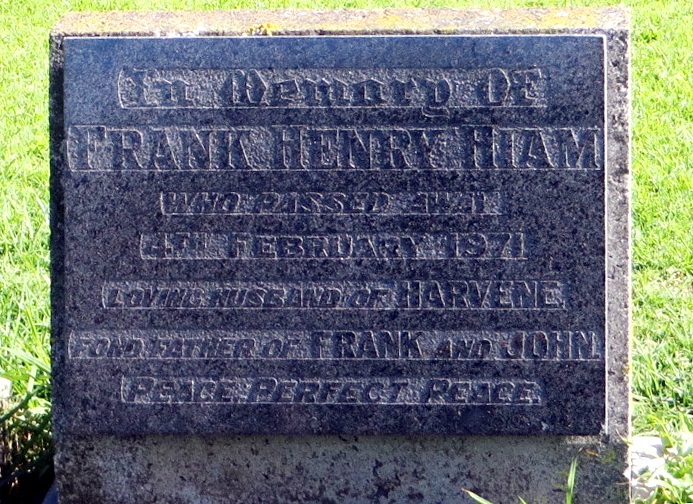 In Memory Of
FRANK HENRY HIAM
WHO PASSED AWAY
4TH FEBRUARY 1971
LOVING HUSBAND OF HARVENE
FOND FATHER OF FRANK AND JOHN
PEACE PERFECT PEACE